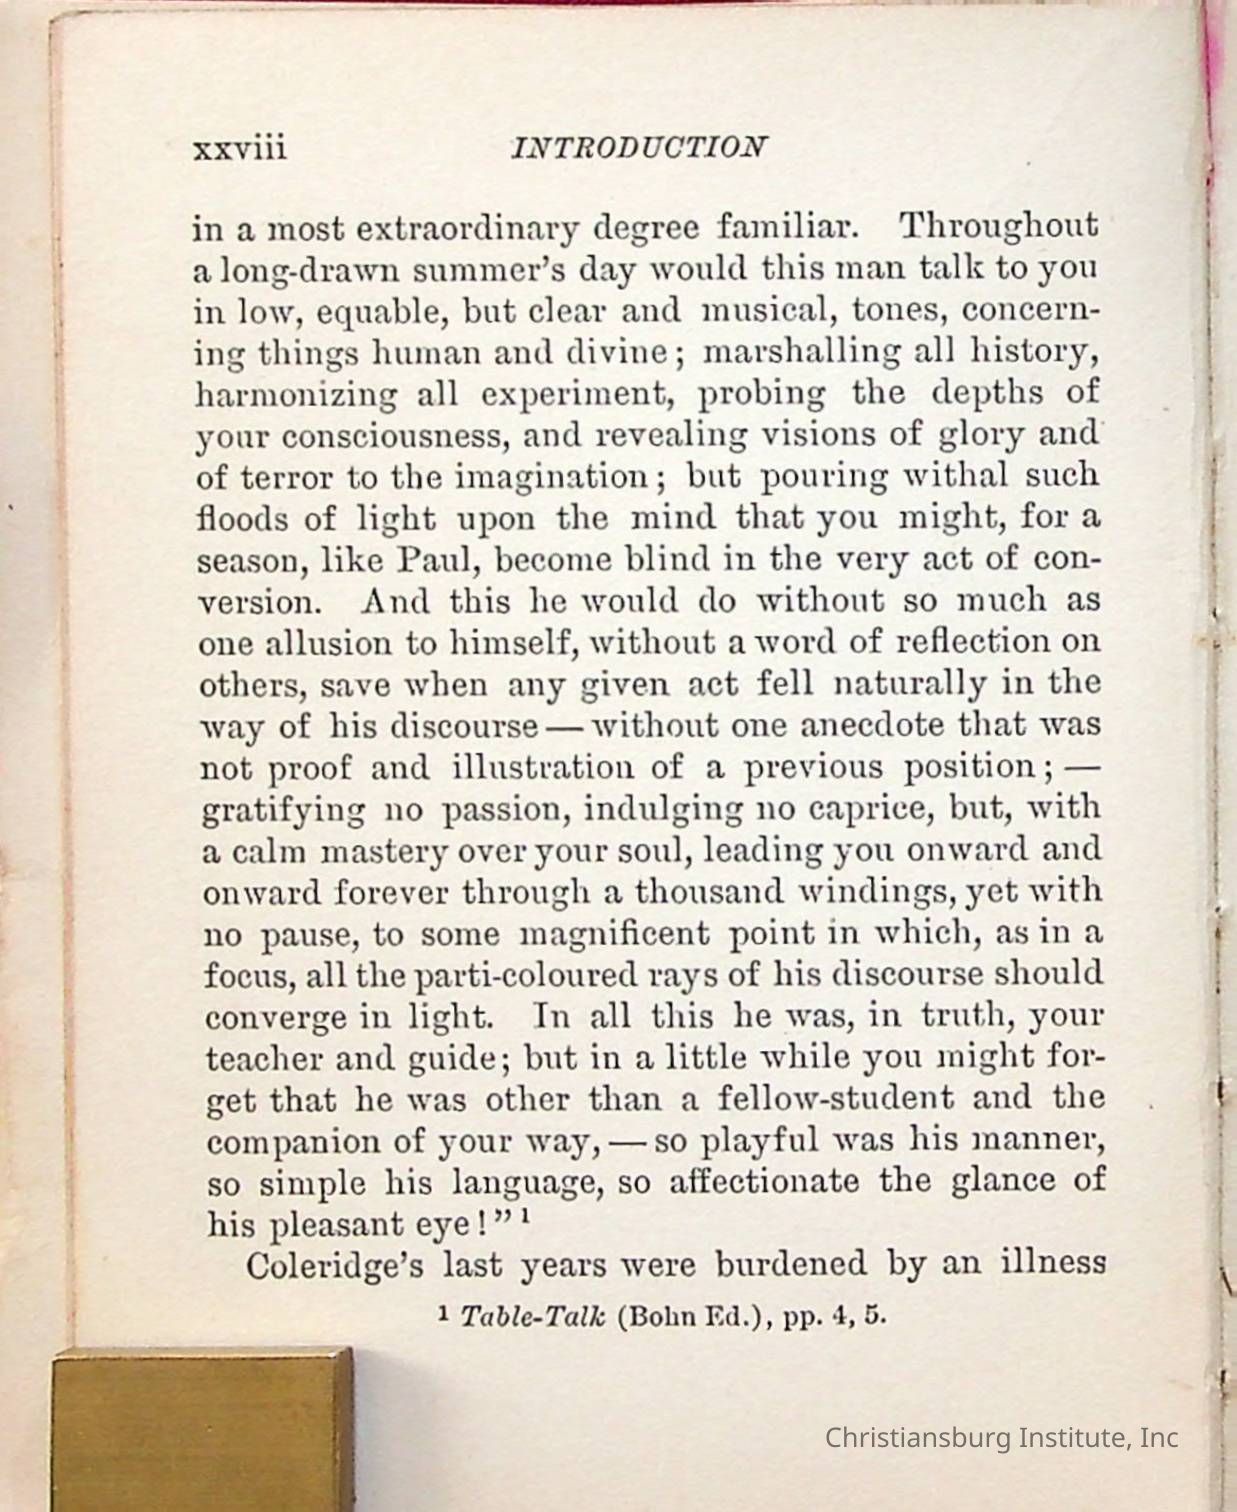 xxviii INTRODUCTION
in a most extraordinary degree familiar. Throughout
a long-drawn summer's day would this man talk to you
in low, equable, but clear and musical, tones, concern-
ing things human and divine; marshalling all history,
harmonizing all experiment, probing the depths of
your consciousness, and revealing visions of glory and
of terror to the imagination; but pouring withal such
floods of light upon the mind that you might, for a
season, like Paul, become blind in the very act of con-
version. And this he would do without so much as
one allusion to himself, without a word of reflection on
others, save when any given act fell naturally in the
way of his discourse — without one anecdote that was
not proof and illustration of a previous position; —
gratifying no passion, indulging no caprice, but, with
a calm mastery over your soul, leading you onward and
onward forever through a thousand windings, yet with
no pause, to some magnificent point in which, as in a
focus, all the parti-coloured rays of his discourse should
converge in light. In all this he was, in truth, your
teacher and guide; but in a little while you might for-
get that he was other than a fellow-student and the
companion of your way, — so playful was his manner,
so simple his language, so affectionate the glance of
his pleasant eye!" 1
Coleridge's last years were burdened by an illness
1 Table-Talk (Bohn Ed.), pp. 4, 5.
Christiansburg Institute, Inc